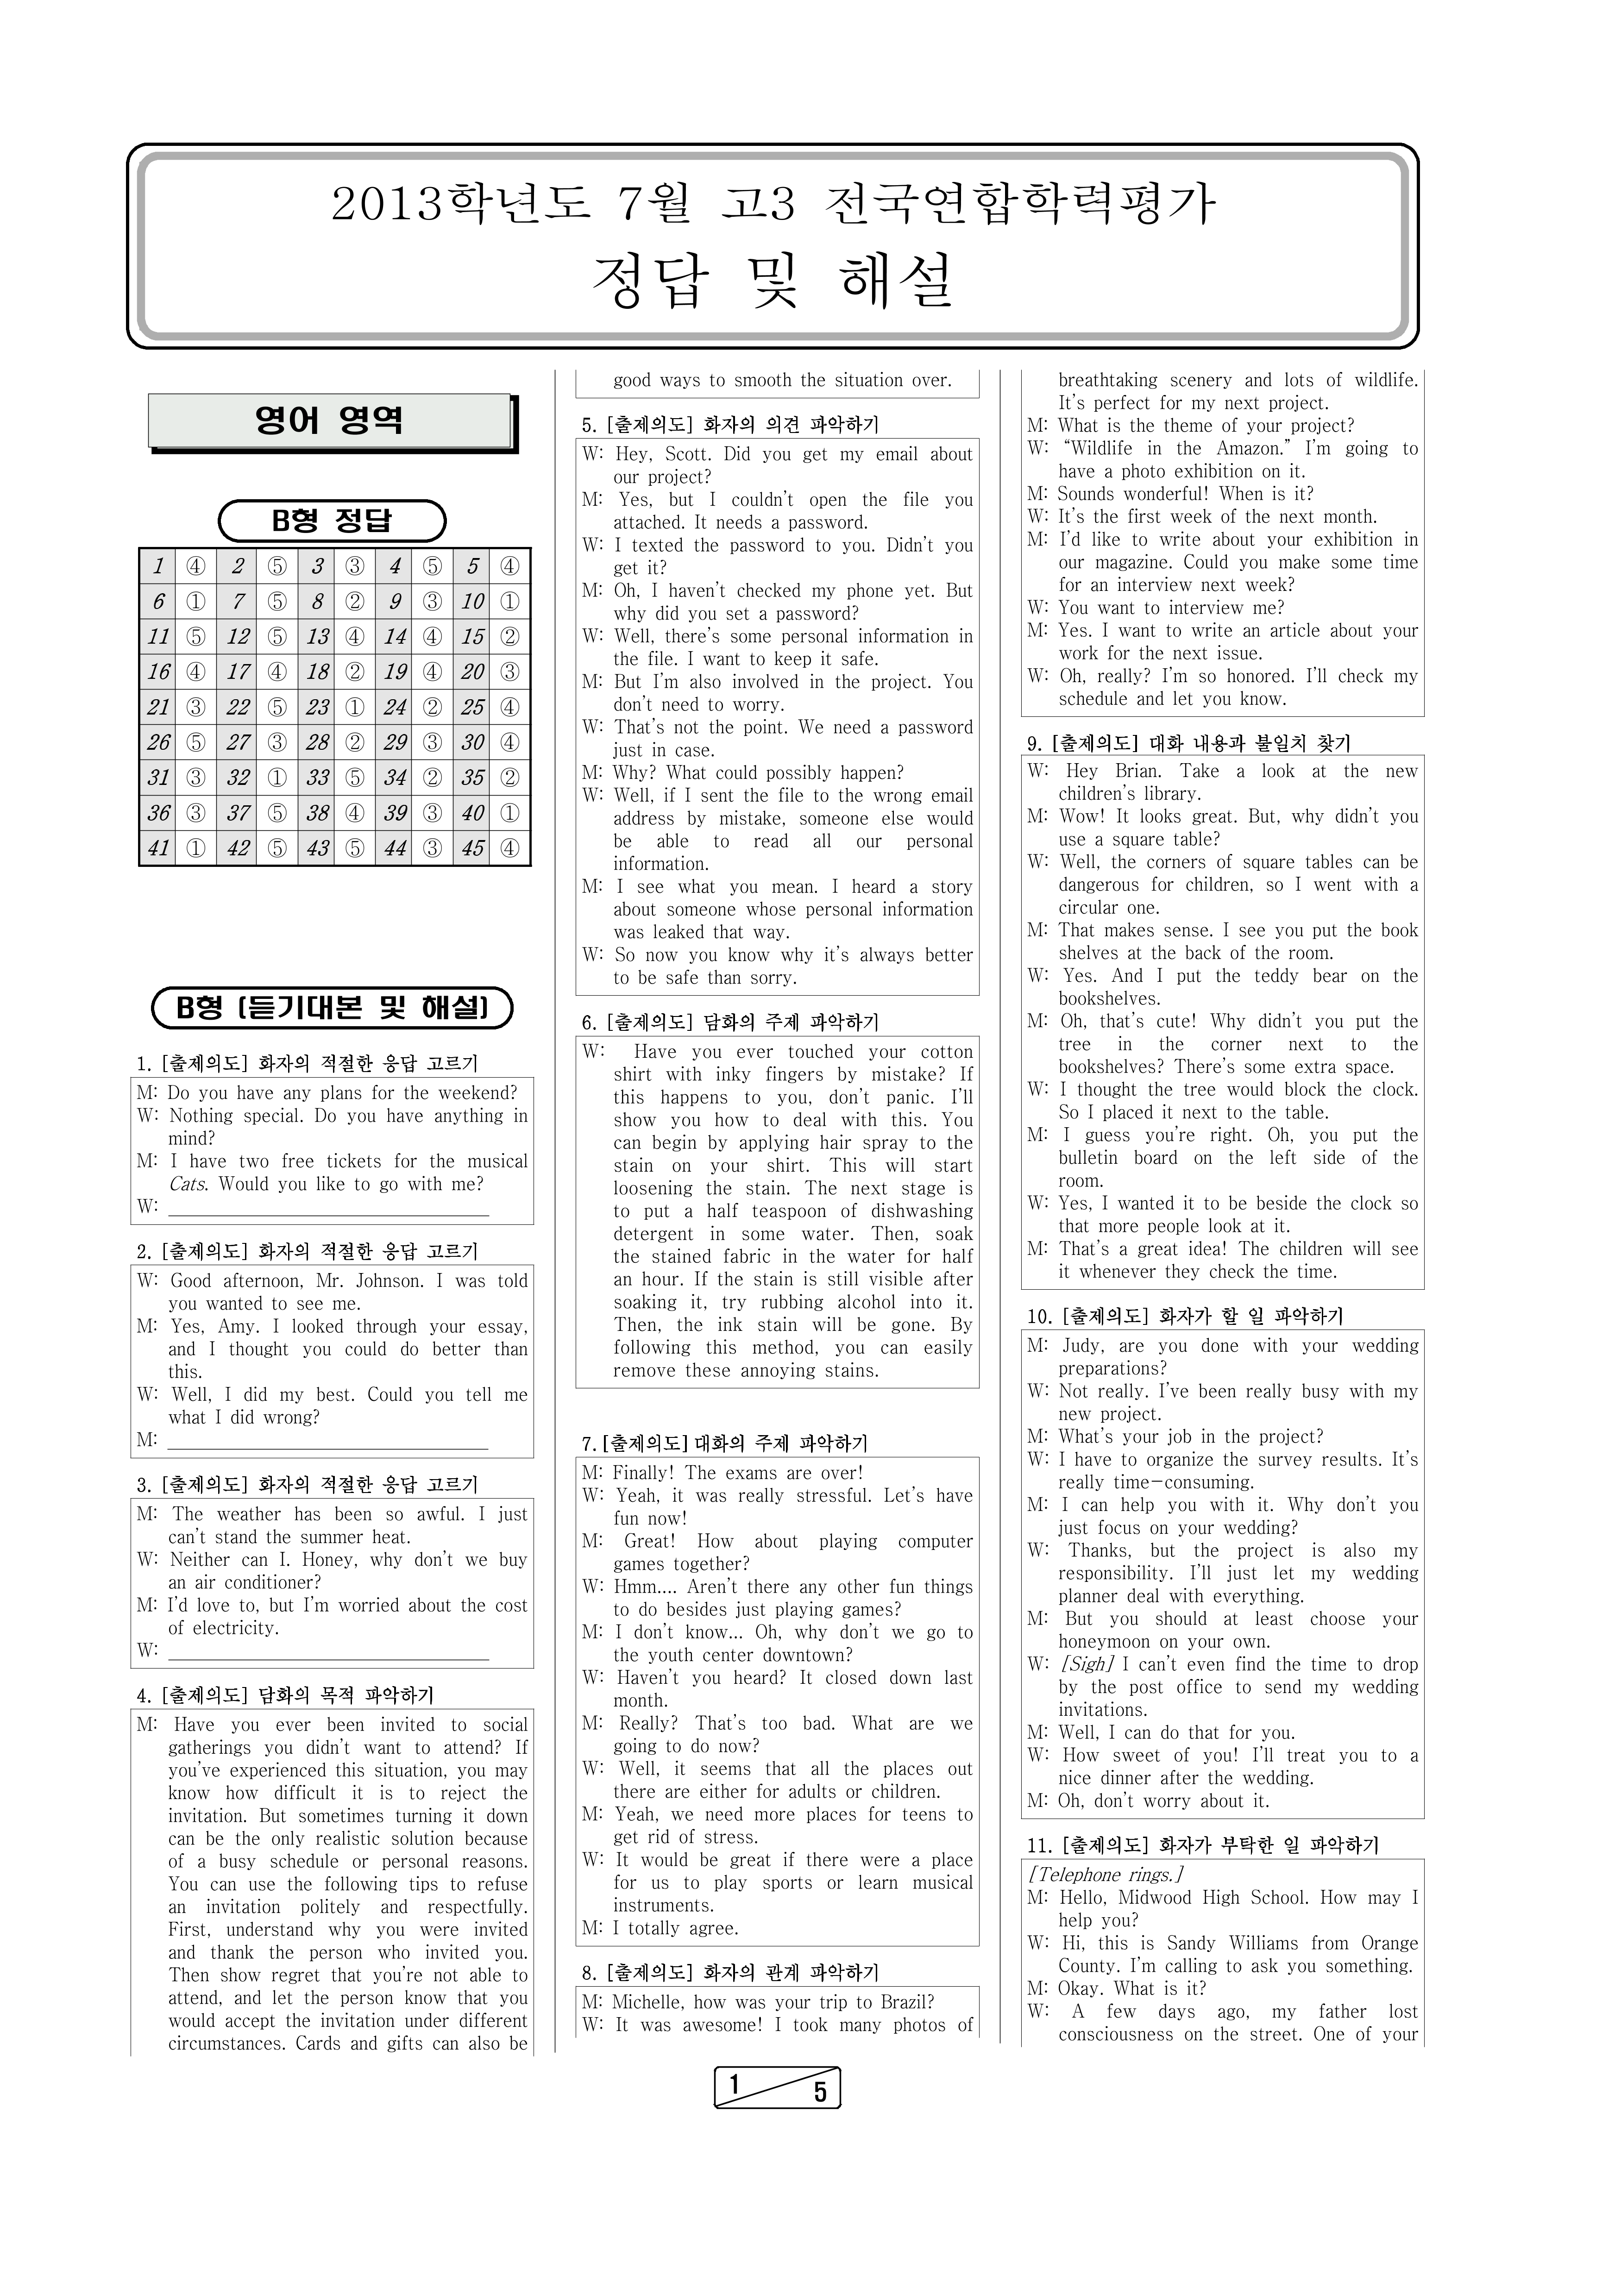 2013학년도 7월 고3 전국연합학력평가
정답 및 해설
영어 영역
B형 정답
1 ④ 2 ⑤ 3 ③ 4 ⑤ 5 ④
6 ① 7 ⑤ 8 ② 9 ③ 10 ①
11 ⑤ 12 ⑤ 13 ④ 14 ④ 15 ②
16 ④ 17 ④ 18 ② 19 ④ 20 ③
21 ③ 22 ⑤ 23 ① 24 ② 25 ④
26 ⑤ 27 ③ 28 ② 29 ③ 30 ④
31 ③ 32 ① 33 ⑤ 34 ② 35 ②
36 ③ 37 ⑤ 38 ④ 39 ③ 40 ①
41 ① 42 ⑤ 43 ⑤ 44 ③ 45 ④
B형 (듣기대본 및 해설)
1. [출제의도] 화자의 적절한 응답 고르기
M: Do you have any plans for the weekend?
W: Nothing special. Do you have anything in
mind?
M: I have two free tickets for the musical
Cats. Would you like to go with me?
W: ______
2. [출제의도] 화자의 적절한 응답 고르기
W: Good afternoon, Mr. Johnson. I was told
you wanted to see me.
M: Yes, Amy. I looked through your essay,
and I thought you could do better than
this.
W: Well, I did my best. Could you tell me
what I did wrong?
M: ______
3. [출제의도] 화자의 적절한 응답 고르기
M: The weather has been so awful. I just
can't stand the summer heat.
W: Neither can I. Honey, why don't we buy
an air conditioner?
M: I'd love to, but I'm worried about the cost
of electricity.
W: ______
4. [출제의도] 담화의 목적 파악하기
M: Have you ever been invited to social
gatherings you didn't want to attend? If
you've experienced this situation, you may
know how difficult it is to reject the
invitation. But sometimes turning it down
can be the only realistic solution because
of a busy schedule or personal reasons.
You can use the following tips to refuse
an invitation politely and respectfully.
First, understand why you were invited
and thank the person who invited you.
Then show regret that you're not able to
attend, and let the person know that you
would accept the invitation under different
circumstances. Cards and gifts can also be
good ways to smooth the situation over.
5. [출제의도] 화자의 의견 파악하기
W: Hey, Scott. Did you get my email about
our project?
M: Yes, but I couldn't open the file you
attached. It needs a password.
W: I texted the password to you. Didn't you
get it?
M: Oh, I haven't checked my phone yet. But
why did you set a password?
W: Well, there's some personal information in
the file. I want to keep it safe.
M: But I'm also involved in the project. You
don't need to worry.
W: That's not the point. We need a password
just in case.
M: Why? What could possibly happen?
W: Well, if I sent the file to the wrong email
address by mistake, someone else would
be able to read all our personal
information.
M: I see what you mean. I heard a story
about someone whose personal information
was leaked that way.
W: So now you know why it's always better
to be safe than sorry.
6. [출제의도] 담화의 주제 파악하기
W: Have you ever touched your cotton
shirt with inky fingers by mistake? If
this happens to you, don't panic. I'll
show you how to deal with this. You
can begin by applying hair spray to the
stain on your shirt. This will start
loosening the stain. The next stage is
to put a half teaspoon of dishwashing
detergent in some water. Then, soak
the stained fabric in the water for half
an hour. If the stain is still visible after
soaking it, try rubbing alcohol into it.
Then, the ink stain will be gone. By
following this method, you can easily
remove these annoying stains.
7. [출제의도] 대화의 주제 파악하기
M: Finally! The exams are over!
W: Yeah, it was really stressful. Let's have
fun now!
M: Great! How about playing computer
games together?
W: Hmm.... Aren't there any other fun things
to do besides just playing games?
M: I don't know... Oh, why don't we go to
the youth center downtown?
W: Haven't you heard? It closed down last
month.
M: Really? That's too bad. What are we
going to do now?
W: Well, it seems that all the places out
there are either for adults or children.
M: Yeah, we need more places for teens to
get rid of stress.
W: It would be great if there were a place
for us to play sports or learn musical
instruments.
M: I totally agree.
8. [출제의도] 화자의 관계 파악하기
M: Michelle, how was your trip to Brazil?
W: It was awesome! I took many photos of
breathtaking scenery and lots of wildlife.
It's perfect for my next project.
M: What is the theme of your project?
W: “Wildlife in the Amazon.” I'm going to
have a photo exhibition on it.
M: Sounds wonderful! When is it?
W: It's the first week of the next month.
M: I'd like to write about your exhibition in
our magazine. Could you make some time
for an interview next week?
W: You want to interview me?
M: Yes. I want to write an article about your
work for the next issue.
W: Oh, really? I'm so honored. I'll check my
schedule and let you know.
9. [출제의도] 대화 내용과 불일치 찾기
W: Hey Brian. Take a look at the new
children's library.
M: Wow! It looks great. But, why didn't you
use a square table?
W: Well, the corners of square tables can be
dangerous for children, so I went with a
circular one.
M: That makes sense. I see you put the book
shelves at the back of the room.
W: Yes. And I put the teddy bear on the
bookshelves.
M: Oh, that's cute! Why didn't you put the
tree in the corner next to the
bookshelves? There's some extra space.
W: I thought the tree would block the clock.
So I placed it next to the table.
M: I guess you're right. Oh, you put the
bulletin board on the left side of the
room.
W: Yes, I wanted it to be beside the clock so
that more people look at it.
M: That's a great idea! The children will see
it whenever they check the time.
10. [출제의도] 화자가 할 일 파악하기
M: Judy, are you done with your wedding
preparations?
W: Not really. I've been really busy with my
new project.
M: What's your job in the project?
W: I have to organize the survey results. It's
really time-consuming.
M: I can help you with it. Why don't you
just focus on your wedding?
W: Thanks, but the project is also my
responsibility. I'll just let my wedding
planner deal with everything.
M: But you should at least choose your
honeymoon on your own.
W: [Sigh] I can't even find the time to drop
by the post office to send my wedding
invitations.
M: Well, I can do that for you.
W: How sweet of you! I'll treat you to a
nice dinner after the wedding.
M: Oh, don't worry about it.
11. [출제의도] 화자가 부탁한 일 파악하기
[Telephone rings.]
M: Hello, Midwood High School. How may I
help you?
W: Hi, this is Sandy Williams from Orange
County. I'm calling to ask you something.
M: Okay. What is it?
W: A few days ago, my father lost
consciousness on the street. One of your
1 5